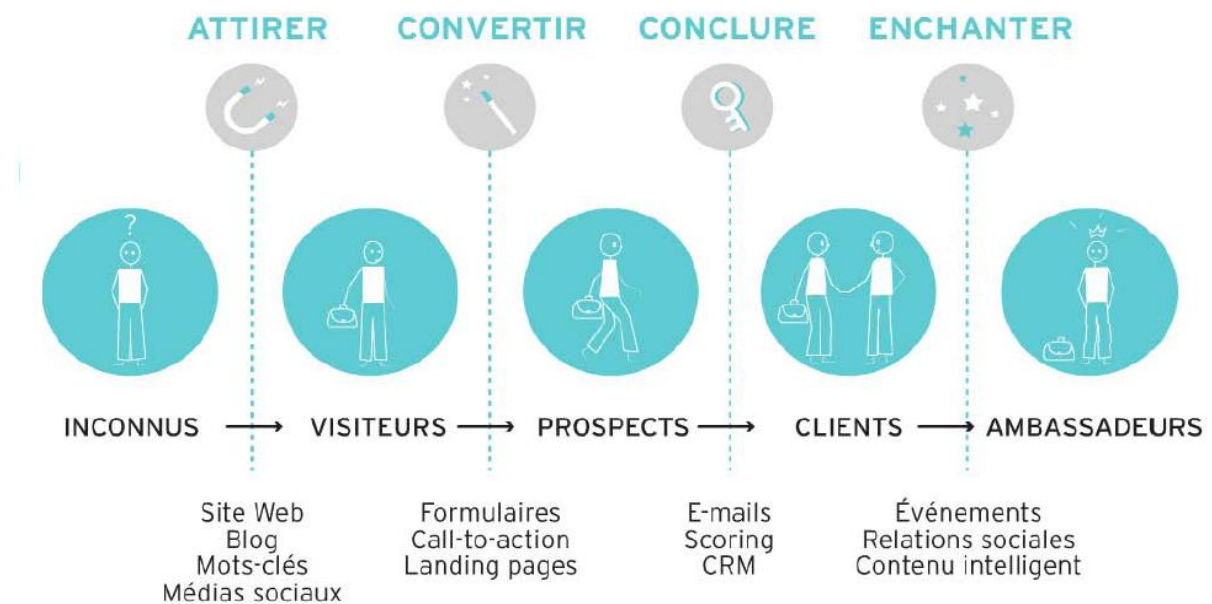 ATTIRER CONVERTIR CONCLURE ENCHANTER
?
INCONNUS → VISITEURS → PROSPECTS → CLIENTS → AMBASSADEURS
Site Web
Blog
Mots-clés
Médias sociaux
Formulaires
Call-to-action
Landing pages
E-mails
Scoring
CRM
Événements
Relations sociales
Contenu intelligent